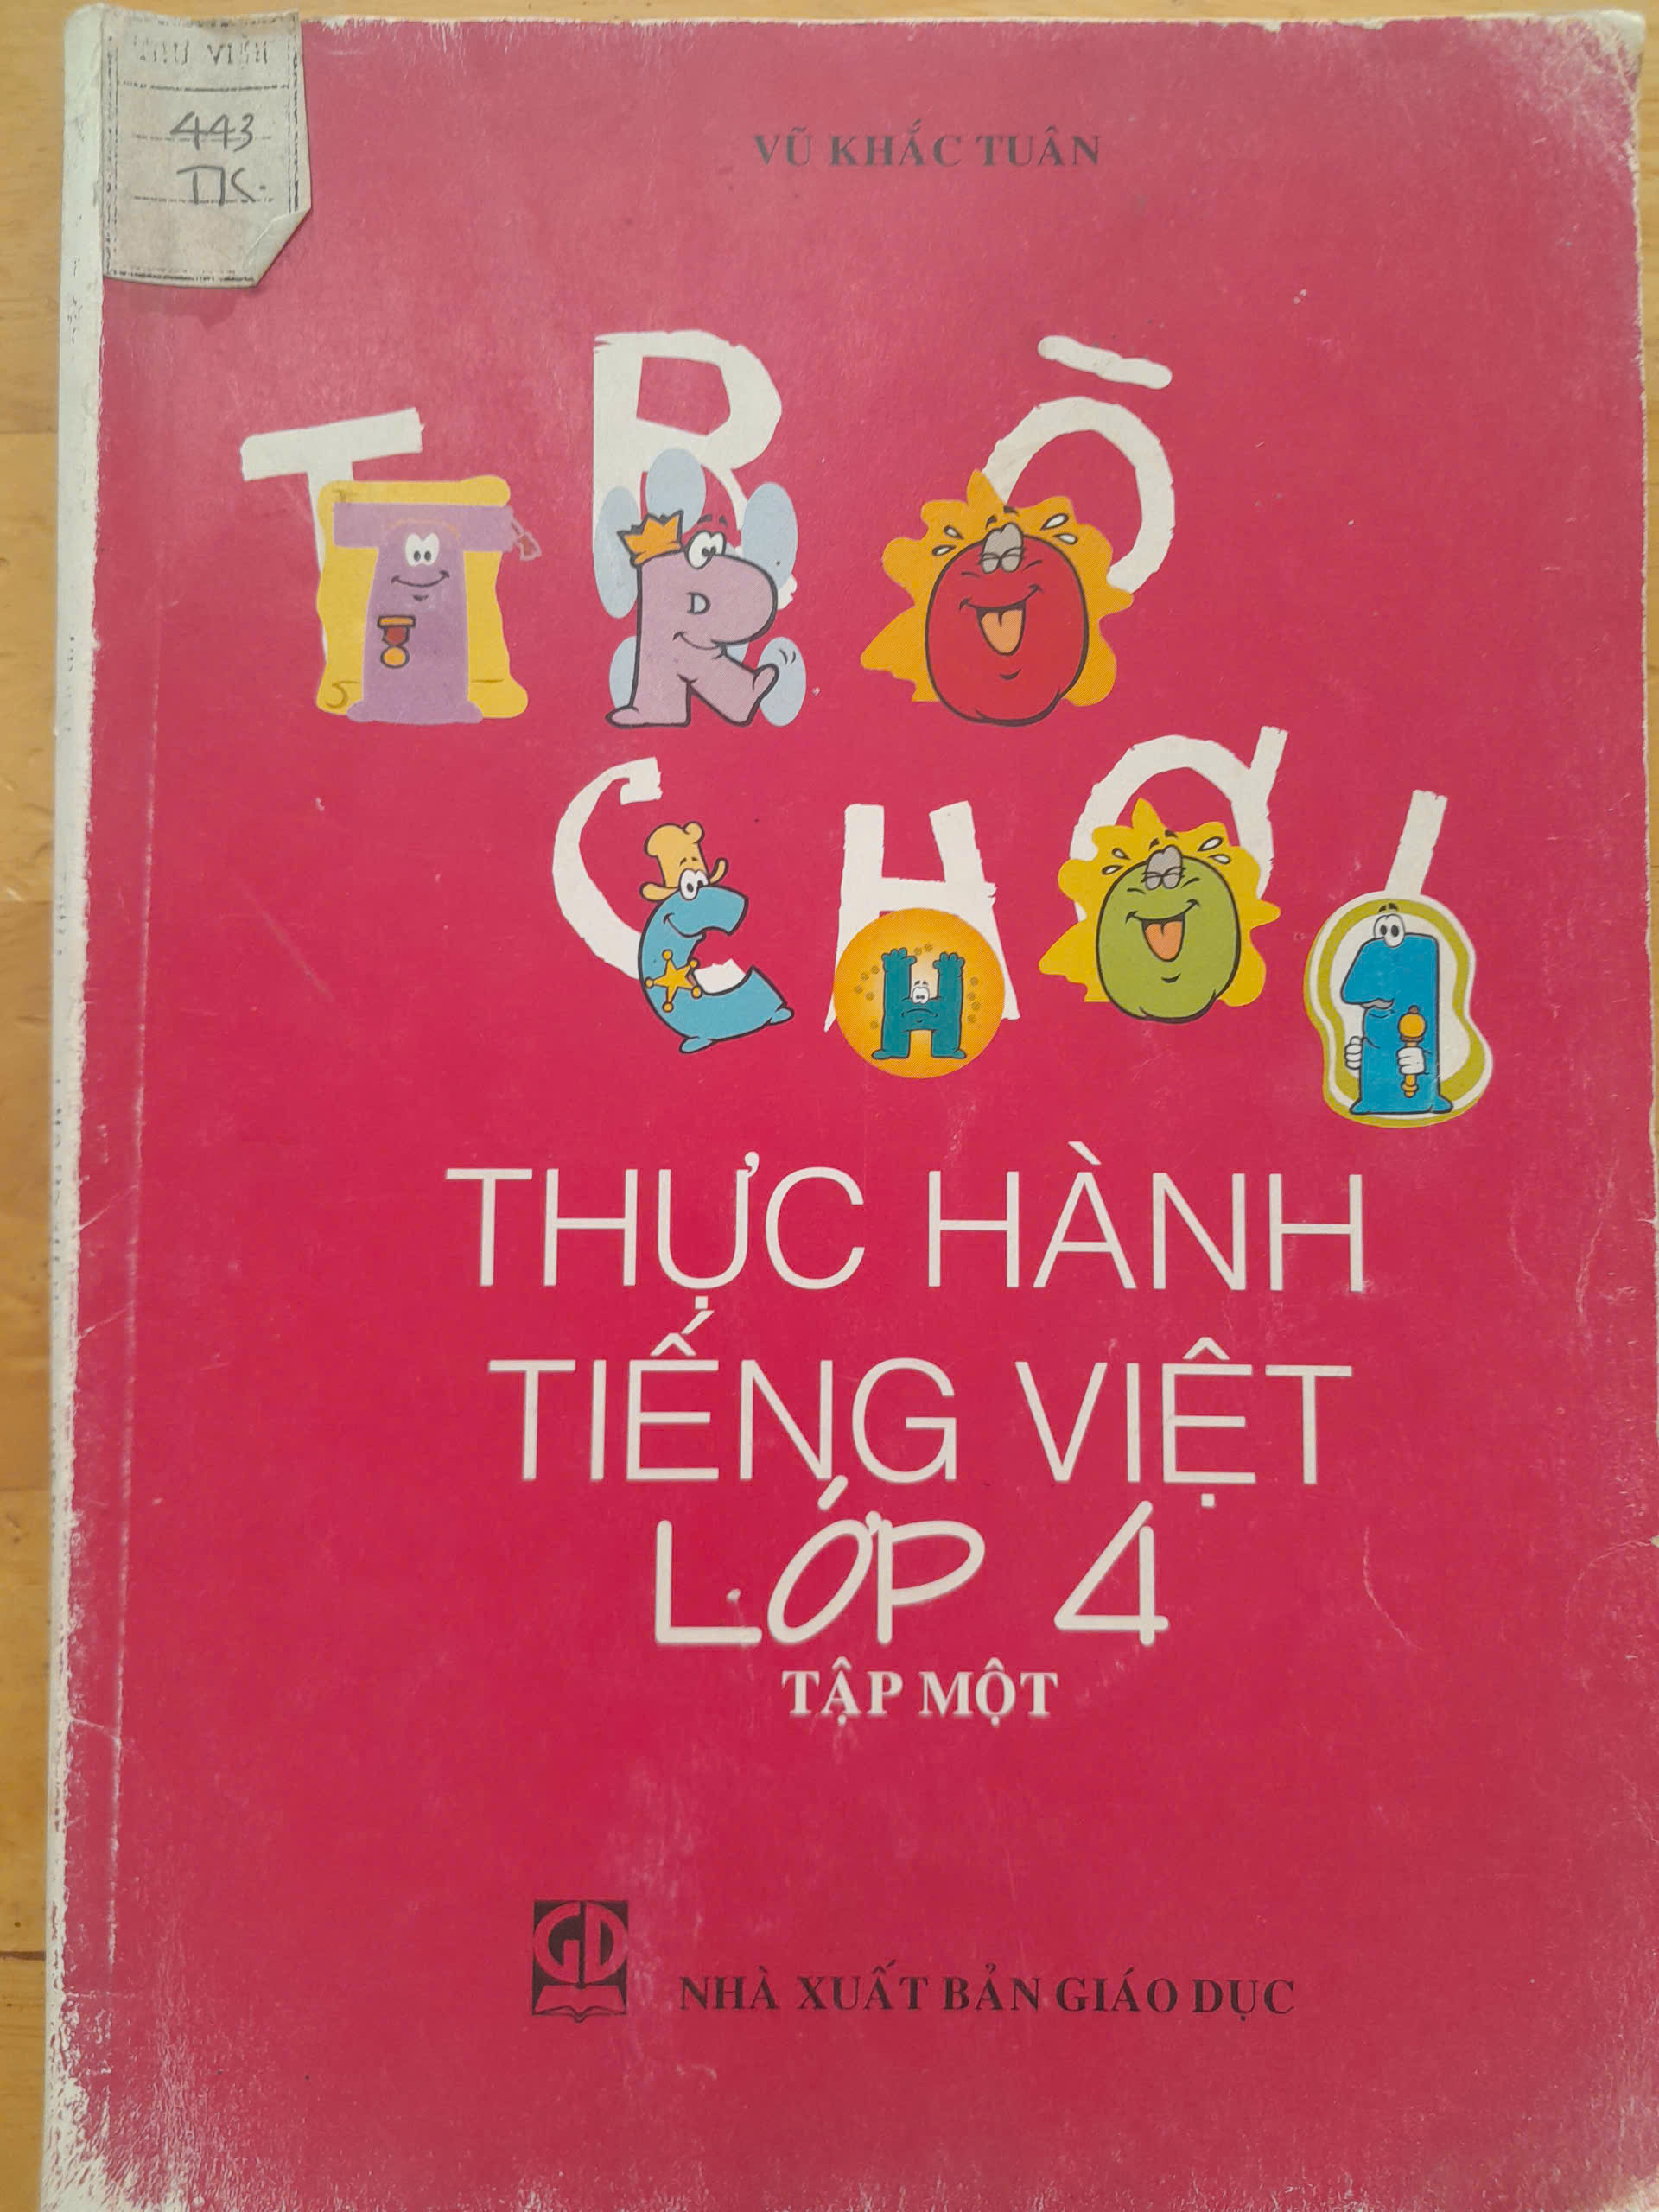 THƯ VIỆN
443
TK
VŨ KHẮC TUÂN
TRÒ
CHƠI
THỰC HÀNH
TIẾNG VIỆT
LỚP 4
TẬP MỘT
GD
NHÀ XUẤT BẢN GIÁO DỤC